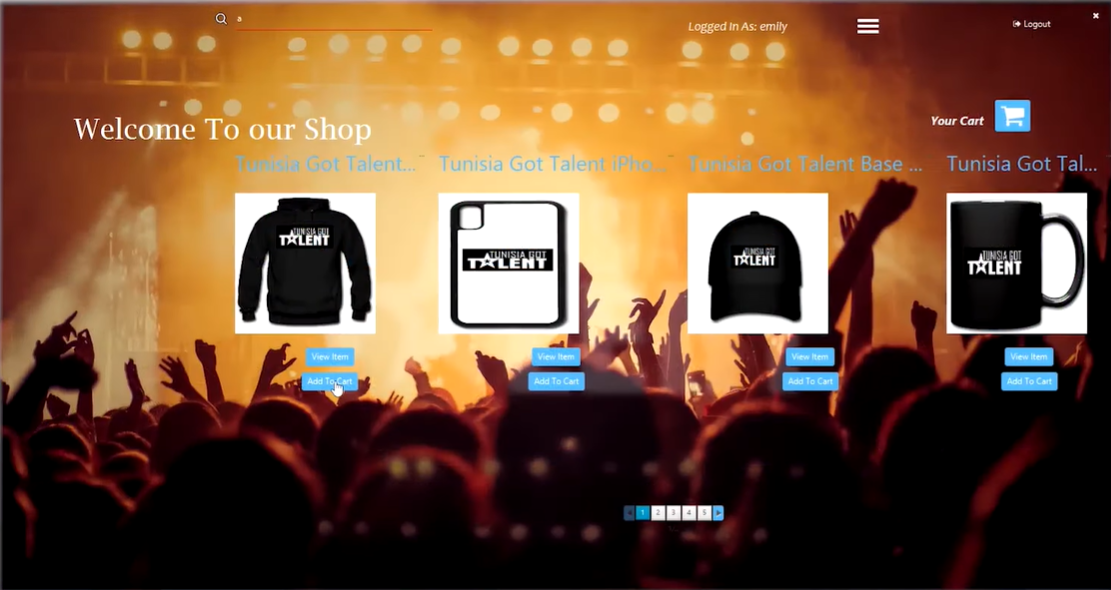 a
Logged In As: emily
Logout
Welcome To our Shop
Your Cart
Tunisia Got Talent...
Tunisia Got Talent iPho...
Tunisia Got Talent Base ...
Tunisia Got Tal...
TUNISIA GOT
TALENT
TUNISIA GOT
TALENT
TUNISIA GOT
TALENT
TUNISIA GOT
TALENT
View Item
View Item
View Item
View Item
Add To Cart
Add To Cart
Add To Cart
Add To Cart
1 2 3 4 5